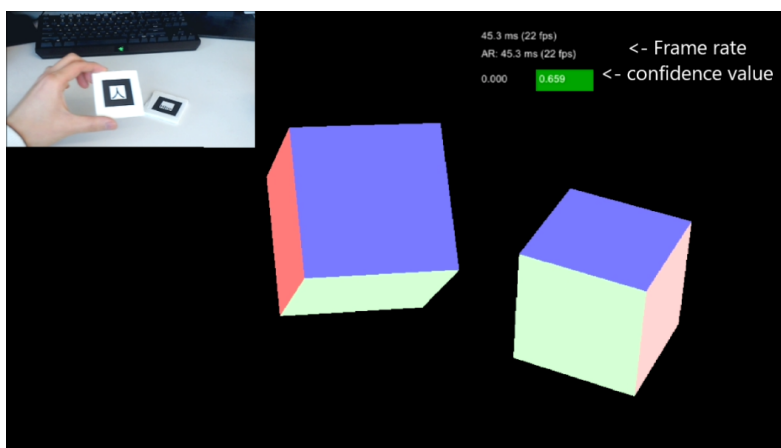 45.3 ms (22 fps)
<- Frame rate
AR: 45.3 ms (22 fps)
0.000 0.659 <- confidence value